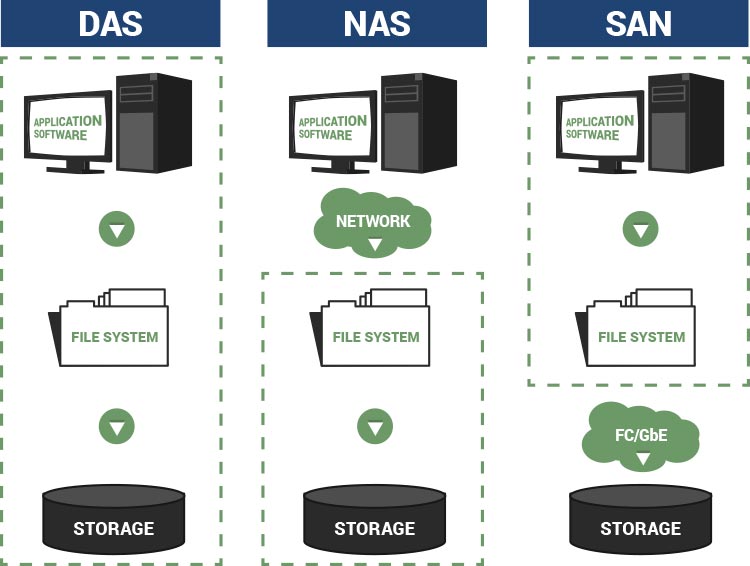 DAS
APPLICATION
SOFTWARE
FILE SYSTEM
STORAGE
NAS
APPLICATION
SOFTWARE
NETWORK
FILE SYSTEM
STORAGE
SAN
APPLICATION
SOFTWARE
FILE SYSTEM
FC/GbE
STORAGE